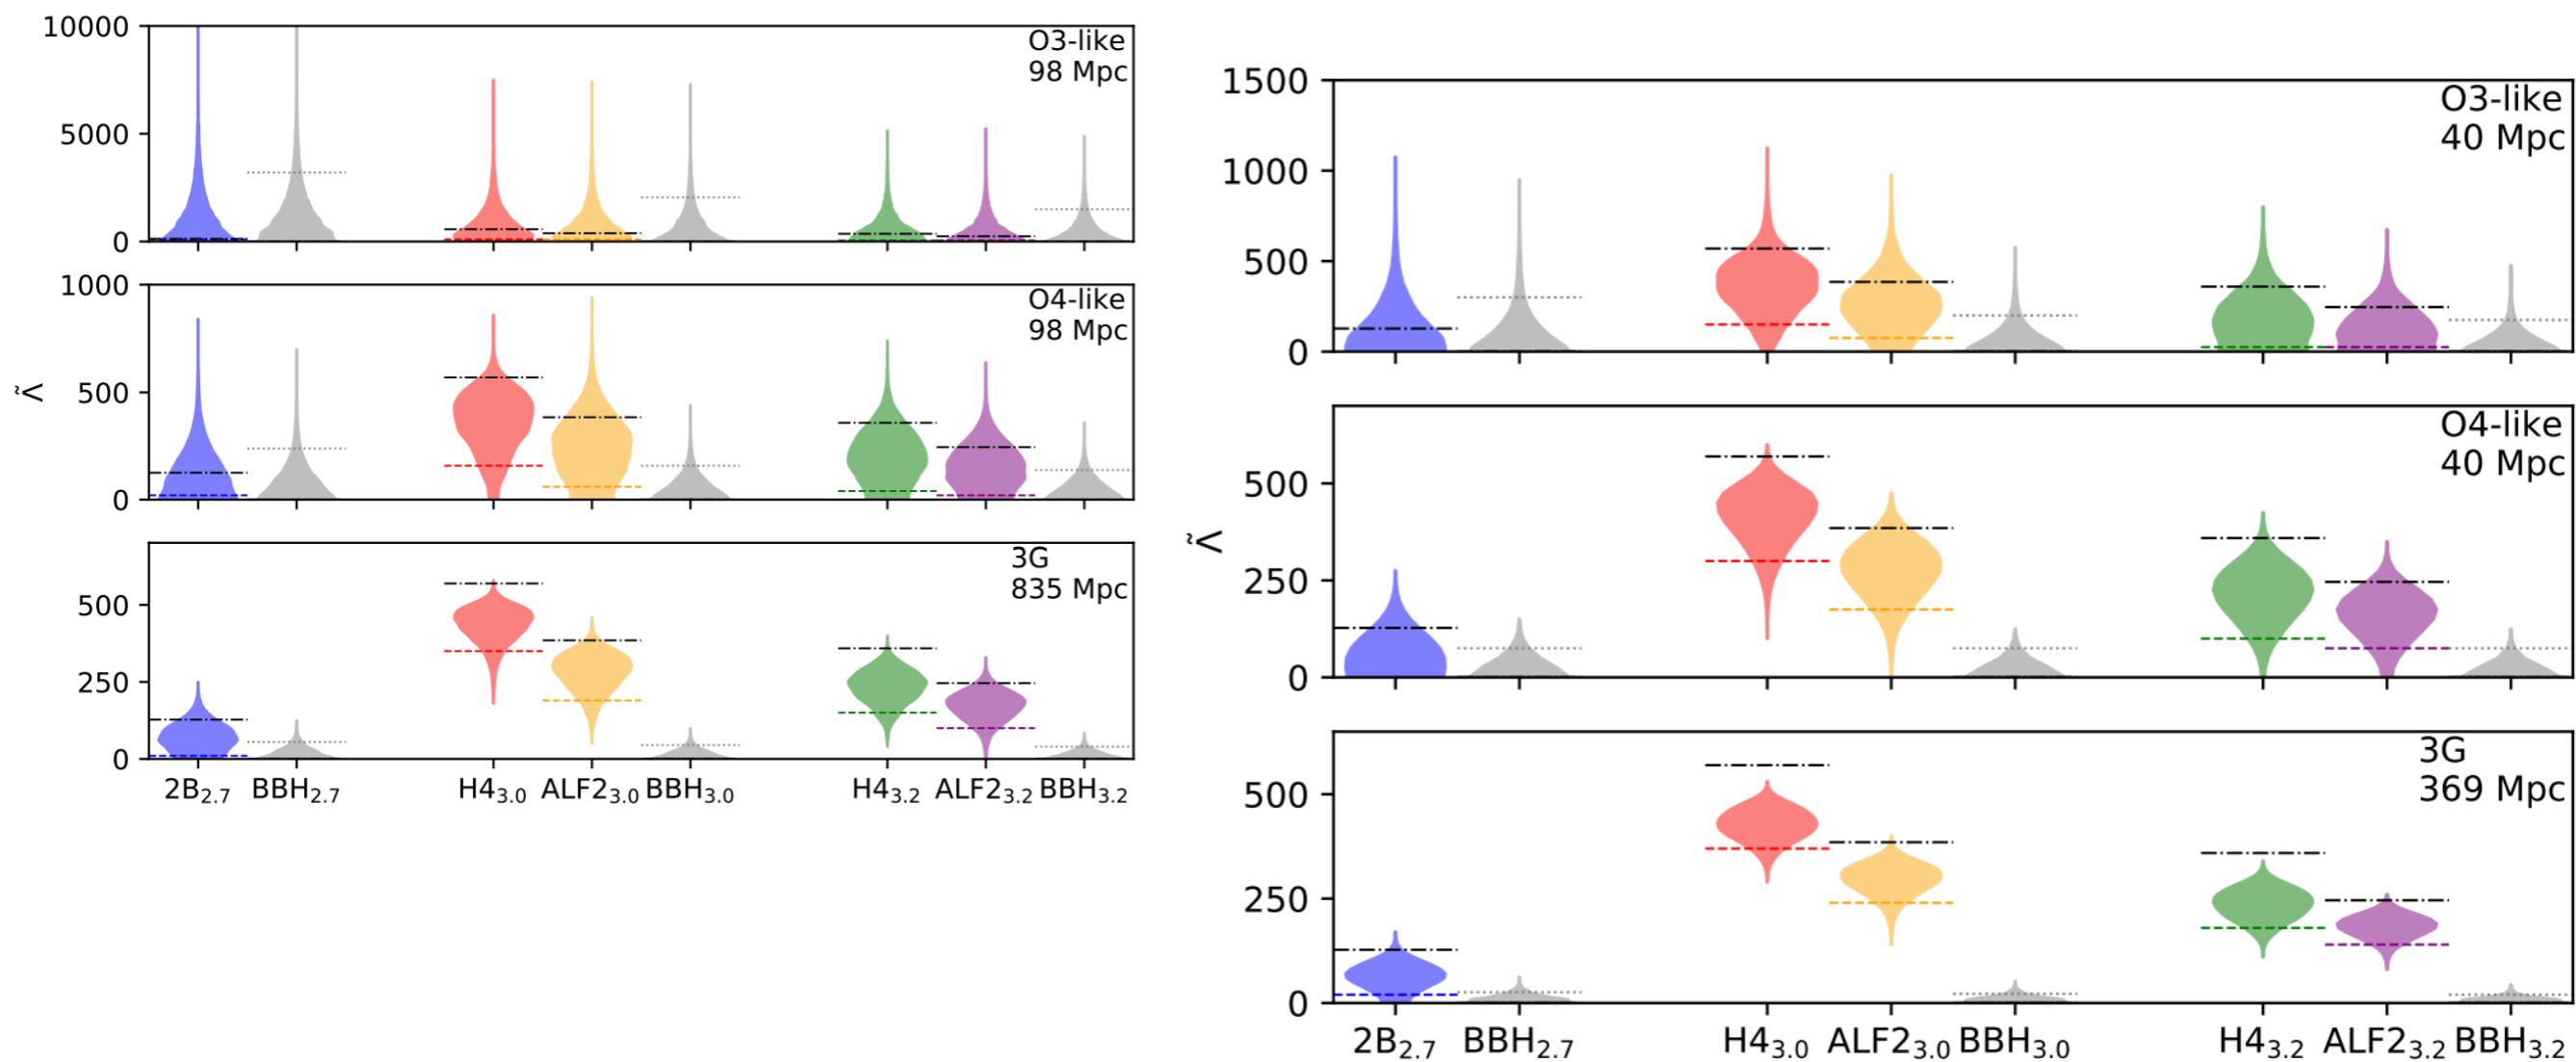 10000
5000
0
O3-like
98 Mpc
1000
500
0
O4-like
98 Mpc
Λ̃
500
250
0
3G
835 Mpc
2B₂.₇ BBH₂.₇ H4₃.₀ ALF2₃.₀ BBH₃.₀ H4₃.₂ ALF2₃.₂ BBH₃.₂
1500
1000
500
0
O3-like
40 Mpc
500
250
0
O4-like
40 Mpc
Λ̃
500
250
0
3G
369 Mpc
2B₂.₇ BBH₂.₇ H4₃.₀ ALF2₃.₀ BBH₃.₀ H4₃.₂ ALF2₃.₂ BBH₃.₂